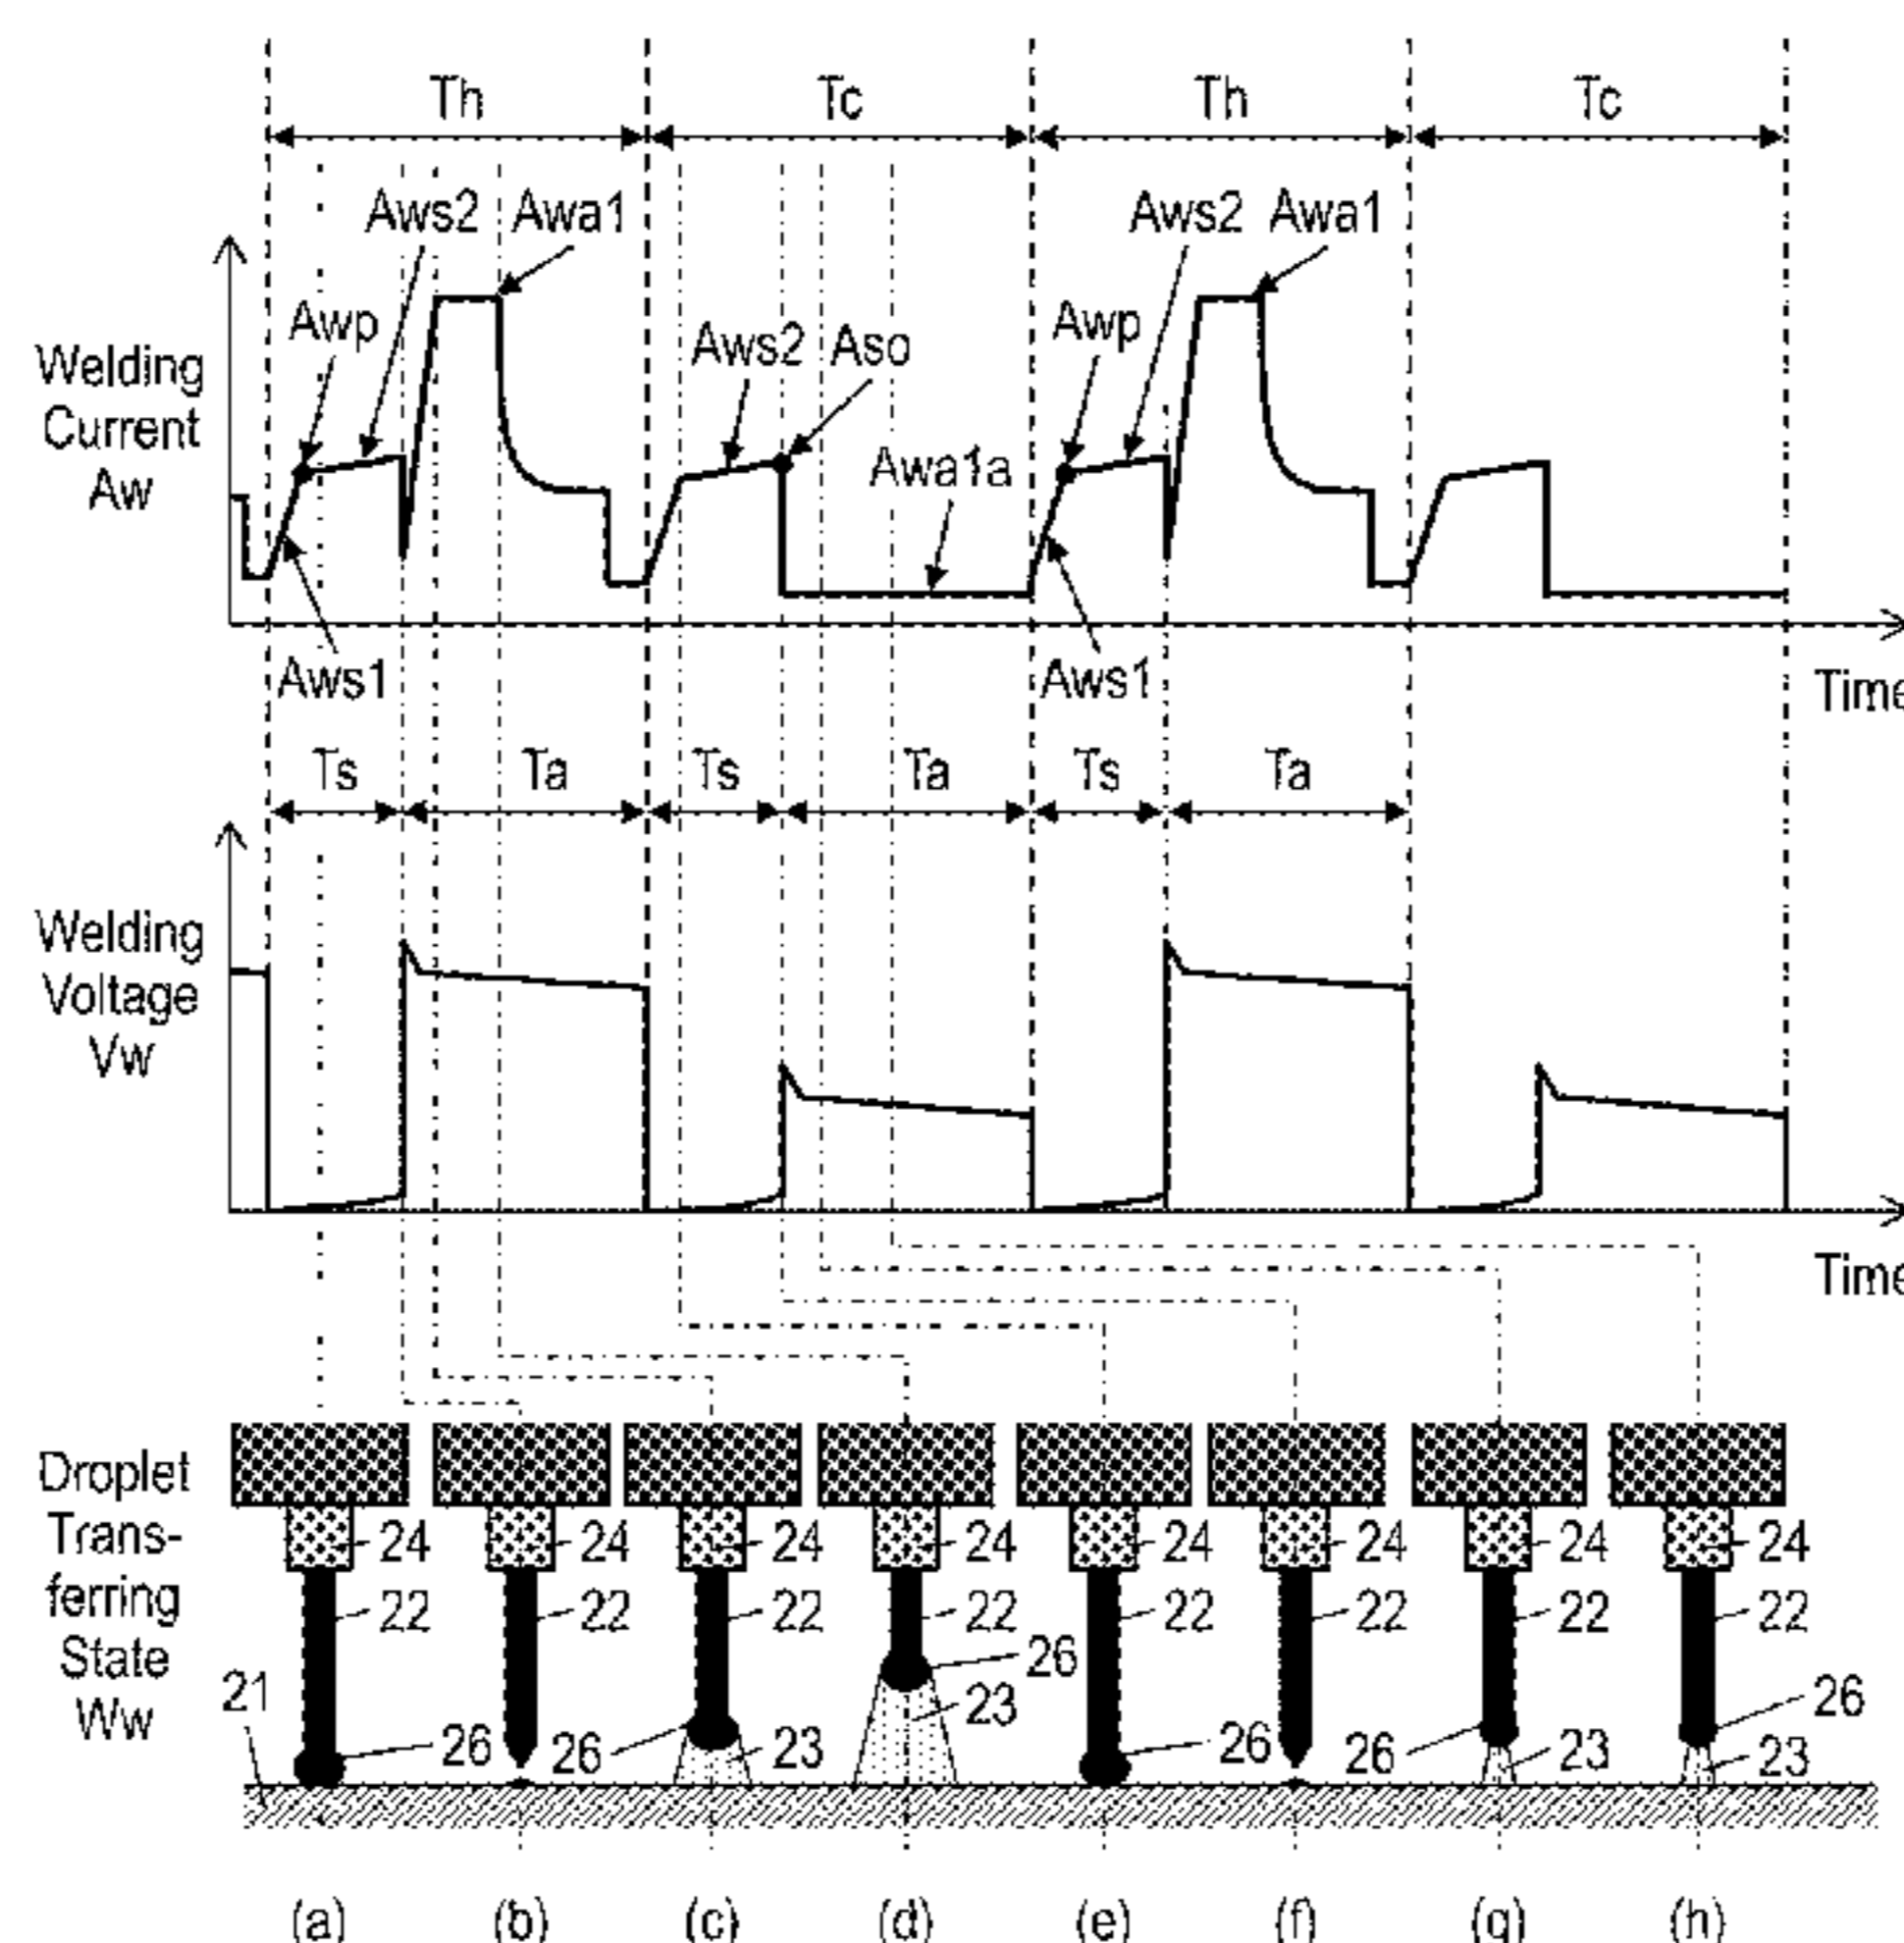 Th Tc Th Tc
Aws2 Awa1 Aws2 Awa1
Awp Aws2 Aso Awp
Welding
Current
Aw
Awa1a
Aws1 Aws1
Time
Ts Ta Ts Ta Ts Ta
Welding
Voltage
Vw
Time
Droplet
Trans-
ferring
State
Ww
24 24 24 24 24 24 24 24
22 22 22 22 22 22 22 22
21 26 26 26 23 26 26 23 26 26 23 26 23
(a) (b) (c) (d) (e) (f) (g) (h)